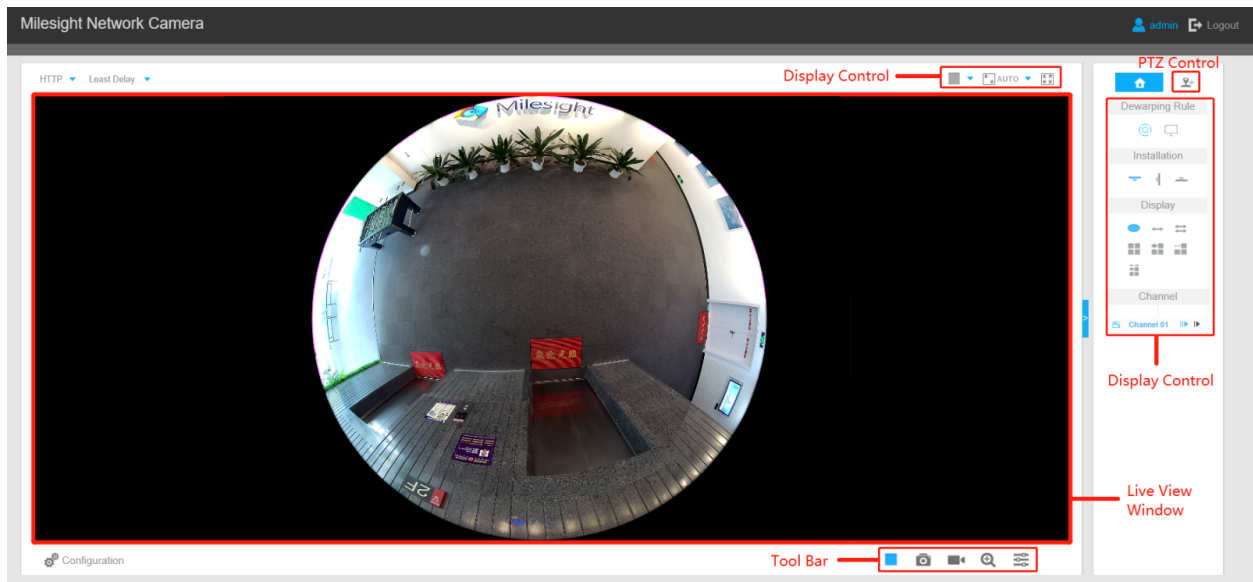 Milesight Network Camera
admin
Logout
PTZ Control
HTTP
Least Delay
Display Control
AUTO
Dewarping Rule
Installation
Display
Channel
Channel 01
Display Control
Milesight
2F
Live View
Window
Configuration
Tool Bar